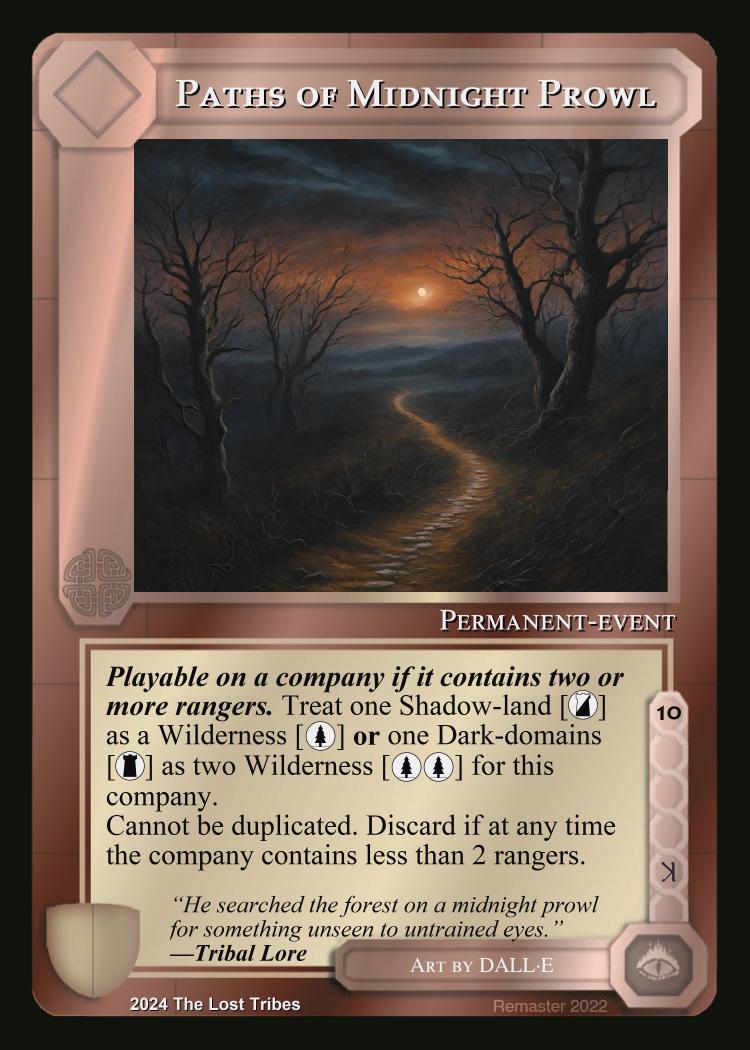 Paths of Midnight Prowl
Permanent-event
Playable on a company if it contains two or
more rangers. Treat one Shadow-land [ ]
as a Wilderness [ ] or one Dark-domains
[ ] as two Wilderness [ ] for this
company.
Cannot be duplicated. Discard if at any time
the company contains less than 2 rangers.
10
“He searched the forest on a midnight prowl
for something unseen to untrained eyes.”
—Tribal Lore
Art by DALL·E
2024 The Lost Tribes
Remaster 2022